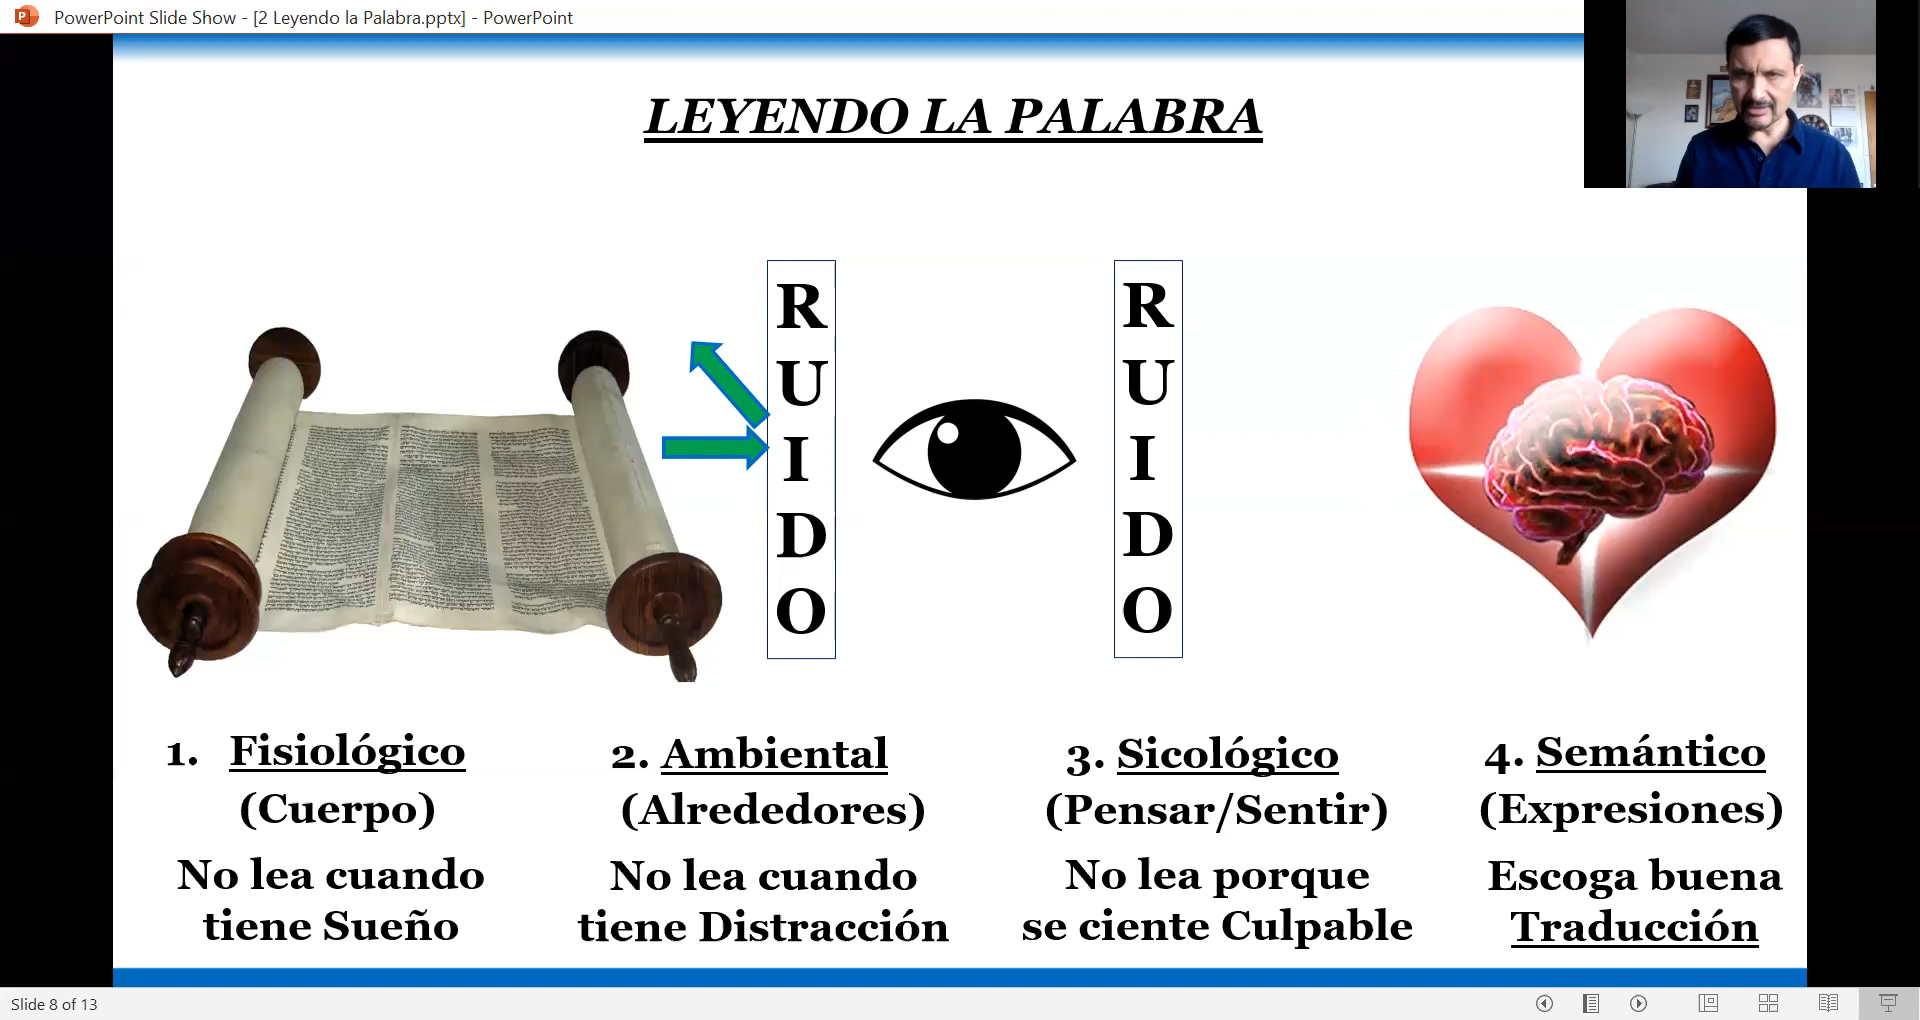 PowerPoint Slide Show - [2 Leyendo la Palabra.pptx] - PowerPoint
LEYENDO LA PALABRA
RUIDO
RUIDO
1. Fisiológico
(Cuerpo)
No lea cuando
tiene Sueño
2. Ambiental
(Alrededores)
No lea cuando
tiene Distracción
3. Sicológico
(Pensar/Sentir)
No lea porque
se ciente Culpable
4. Semántico
(Expresiones)
Escoga buena
Traducción
Slide 8 of 13